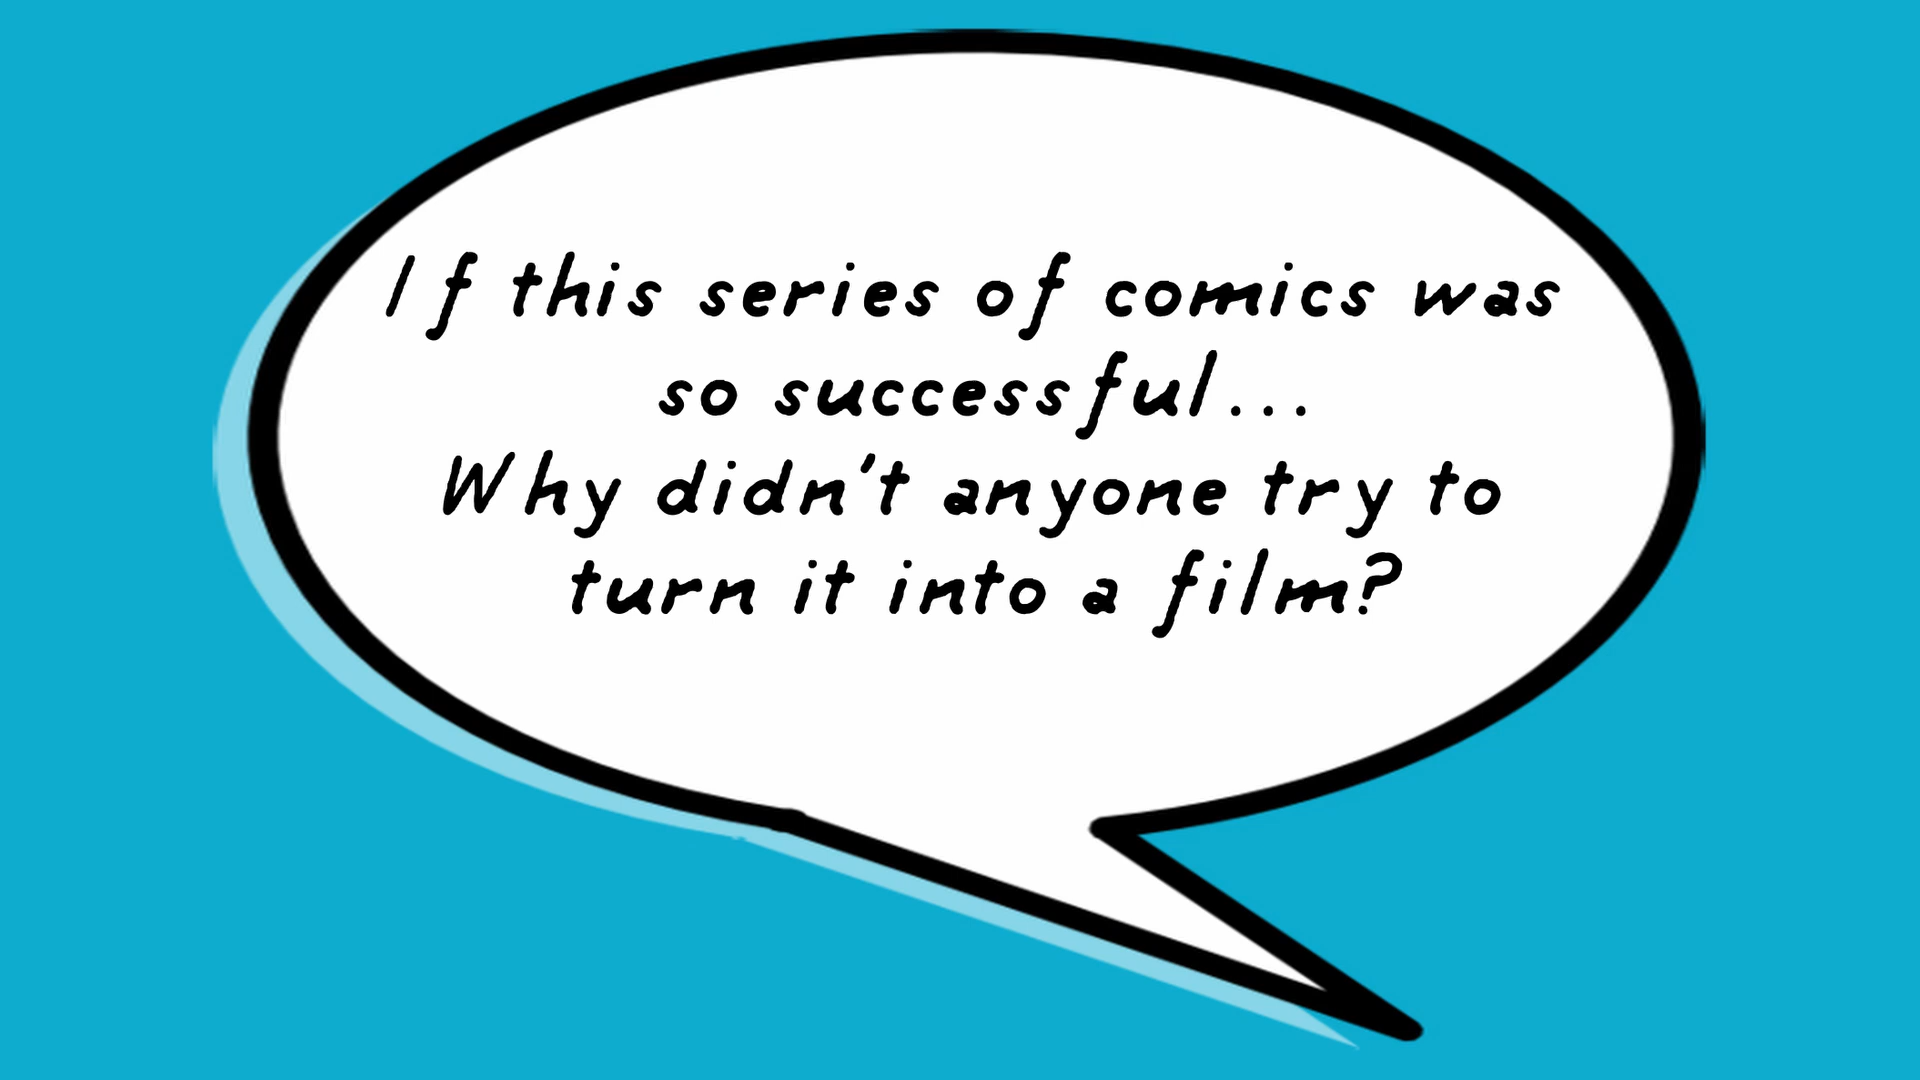 If this series of comics was
so successful...
Why didn't anyone try to
turn it into a film?